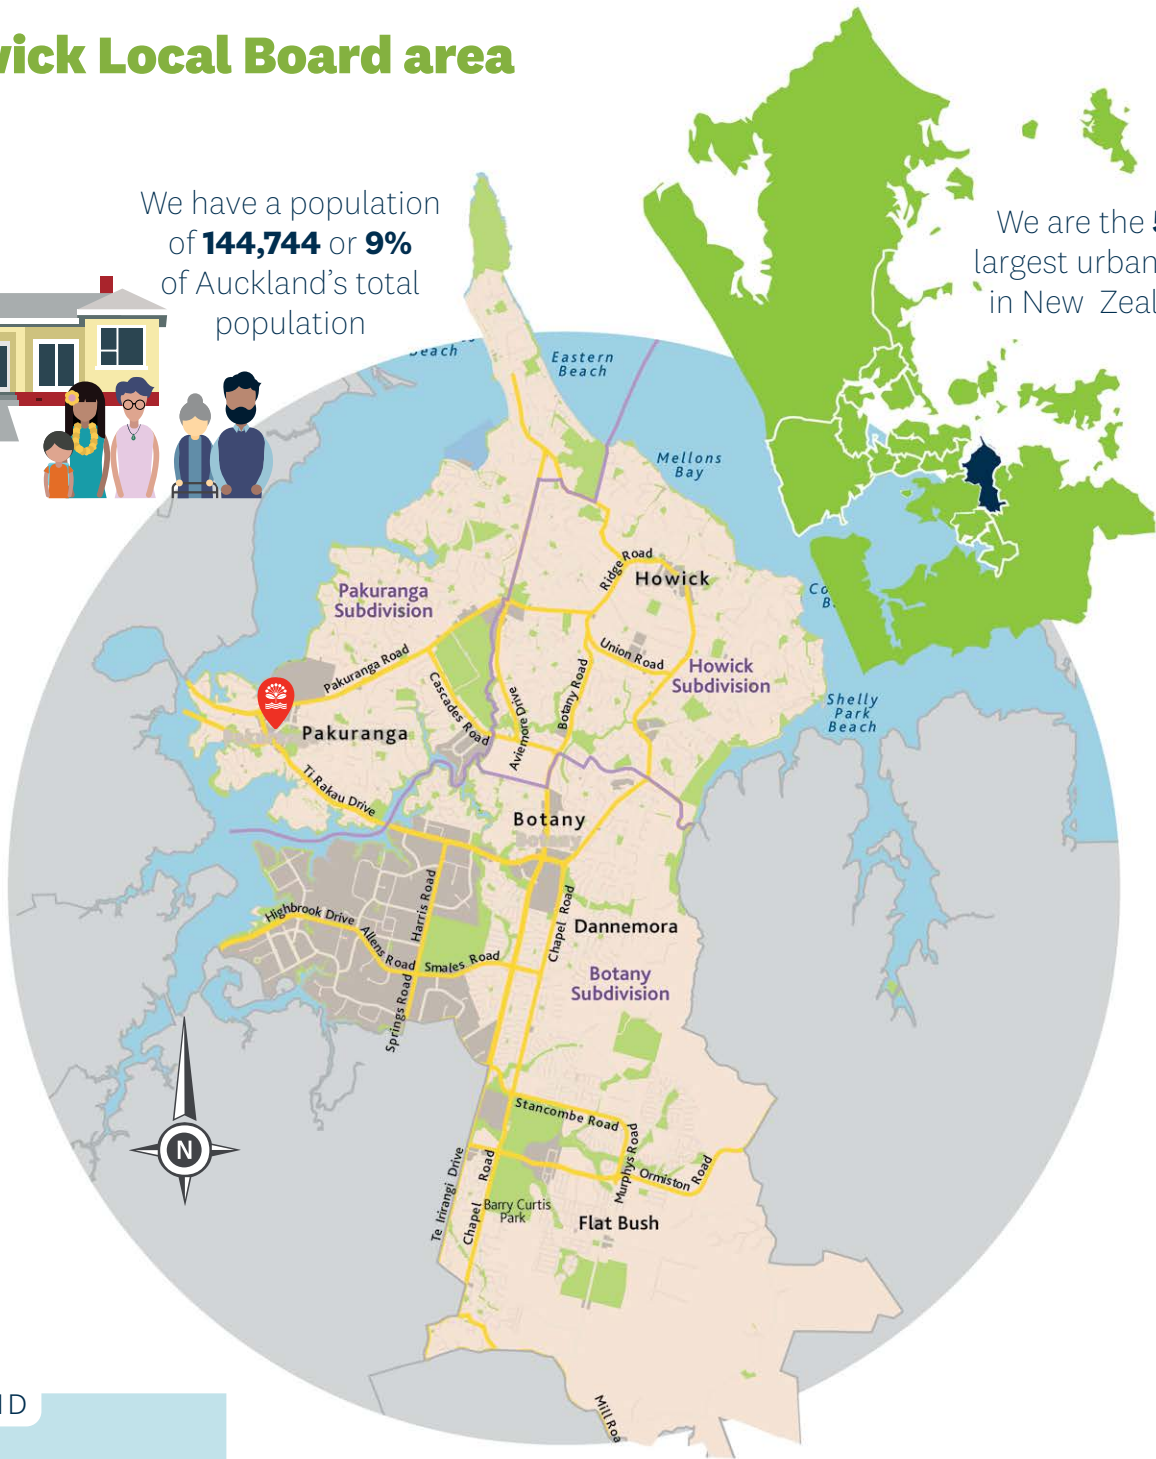 Local Board area
We have a population
of 144,744 or 9%
of Auckland's total
population
We are the
largest urban
in New
Beach
Eastern
Beach
Mellons
Bay
Ridge Road
Howick
Pakuranga
Subdivision
Pakuranga Road
Union Road
Howick
Subdivision
Cascades Road
Aviemore Drive
Botany Road
Shelly
Park
Beach
Pakuranga
Ti Rakau Drive
Botany
Highbrook Drive
Harris Road
Allens Road
Smales Road
Springs Road
Chapel Road
Dannemora
Botany
Subdivision
Stancombe Road
Murphys Road
Ormiston Road
Te Irirangi Drive
Chapel Road
Barry Curtis
Park
Flat Bush
Mill
N